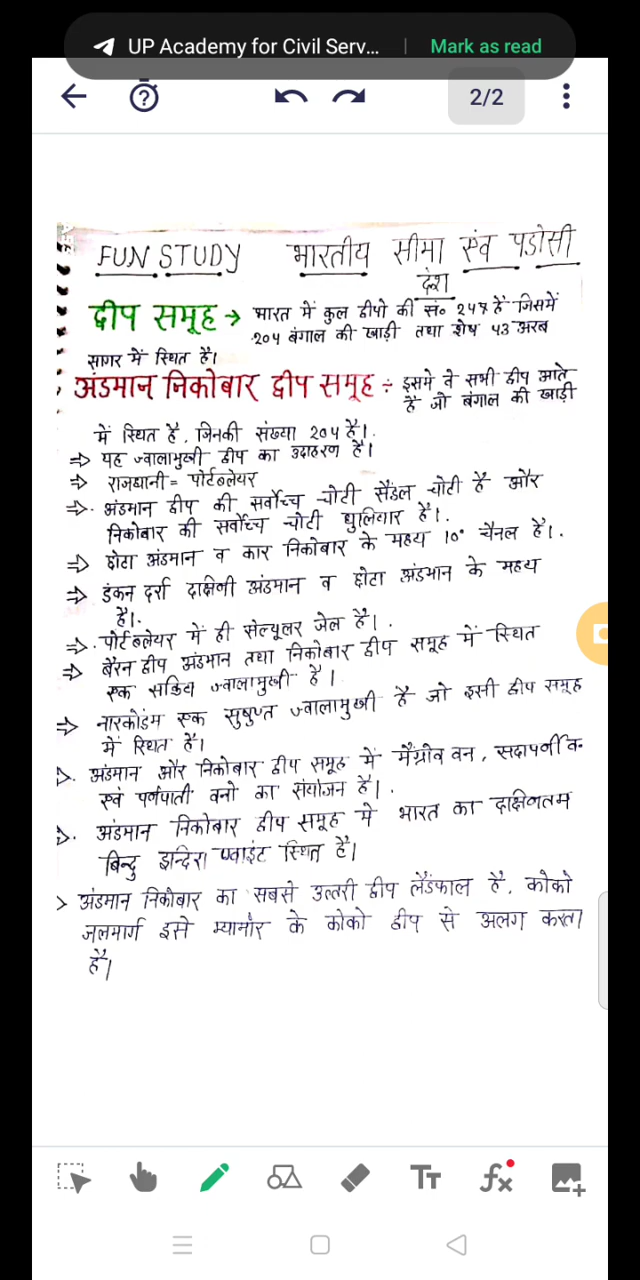 UP Academy for Civil Serv... | Mark as read
2/2
FUN STUDY भारतीय सीमा एंव पडोसी
देश
द्वीप समूह → भारत में कुल द्वीपो की सं० 247 है जिसमें
204 बंगाल की खाड़ी तथा शेष 43 अरब
सागर में स्थित है।
अंडमान निकोबार द्वीप समूह ÷ इसमे वे सभी द्वीप आते
है जो बंगाल की खाड़ी
में स्थित है, जिनकी संख्या 204 है।
⇒ यह ज्वालामुखी द्वीप का उदाहरण है।
⇒ राजधानी = पोर्टब्लेयर
⇒ अंडमान द्वीप की सर्वोच्च चोटी सैडल चोटी है और
निकोबार की सर्वोच्च चोटी थुलियार है।
⇒ छोटा अंडमान व कार निकोबार के मध्य 10° चैनल है।
⇒ डंकन दर्रा दाक्षिणी अंडमान व छोटा अंडमान के मध्य
है।
⇒ पोर्टब्लेयर में ही सेल्यूलर जेल है।
⇒ बैरन द्वीप अंडमान तथा निकोबार द्वीप समूह में स्थित
एक सक्रिय ज्वालामुखी है।
⇒ नारकोडम एक सुषुप्त ज्वालामुखी है जो इसी द्वीप समूह
में स्थित है।
⊳ अंडमान और निकोबार द्वीप समूह में मैंग्रोव वन, सदापर्नीक
एवं पर्णपाती वनो का संयोजन है।
⊳ अंडमान निकोबार द्वीप समूह मे भारत का दाक्षिणतम
बिन्दु इन्दिरा प्वाइंट स्थित है।
> अंडमान निकोबार का सबसे उत्तरी द्वीप लैंडफाल है, कोको
जलमार्ग इसे म्यामौर के कोको द्वीप से अलग करता
है।
Tт
fx